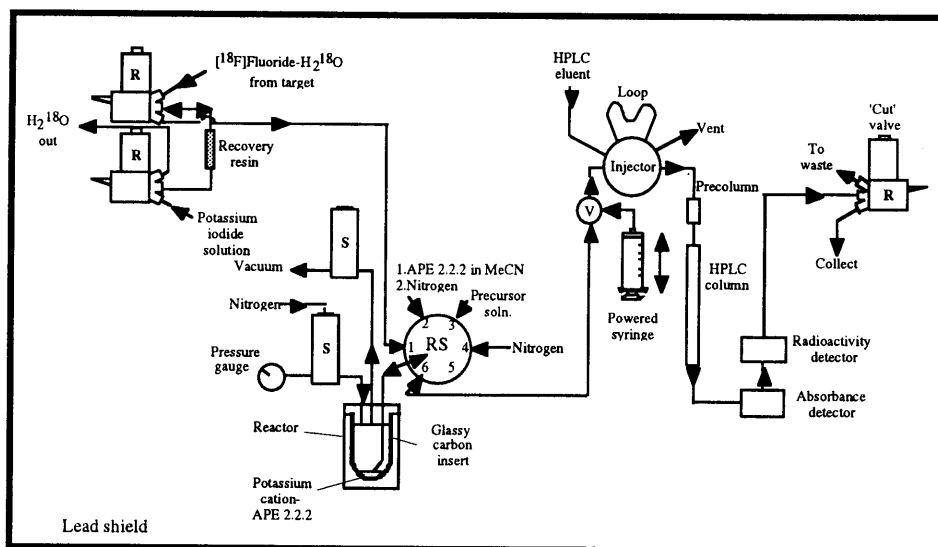 R
[18F]Fluoride-H218O
from target
H218O
out
R
Recovery
resin
Potassium
iodide
solution
Vacuum
S
Nitrogen
S
Pressure
gauge
1.APE 2.2.2 in MeCN
2.Nitrogen
Precursor
soln.
2
3
1
RS
4
6
5
Nitrogen
Reactor
Glassy
carbon
insert
Potassium
cation-
APE 2.2.2
Lead shield
HPLC
eluent
Loop
Vent
Injector
V
Powered
syringe
Precolumn
HPLC
column
Radioactivity
detector
Absorbance
detector
'Cut'
valve
To
waste
R
Collect